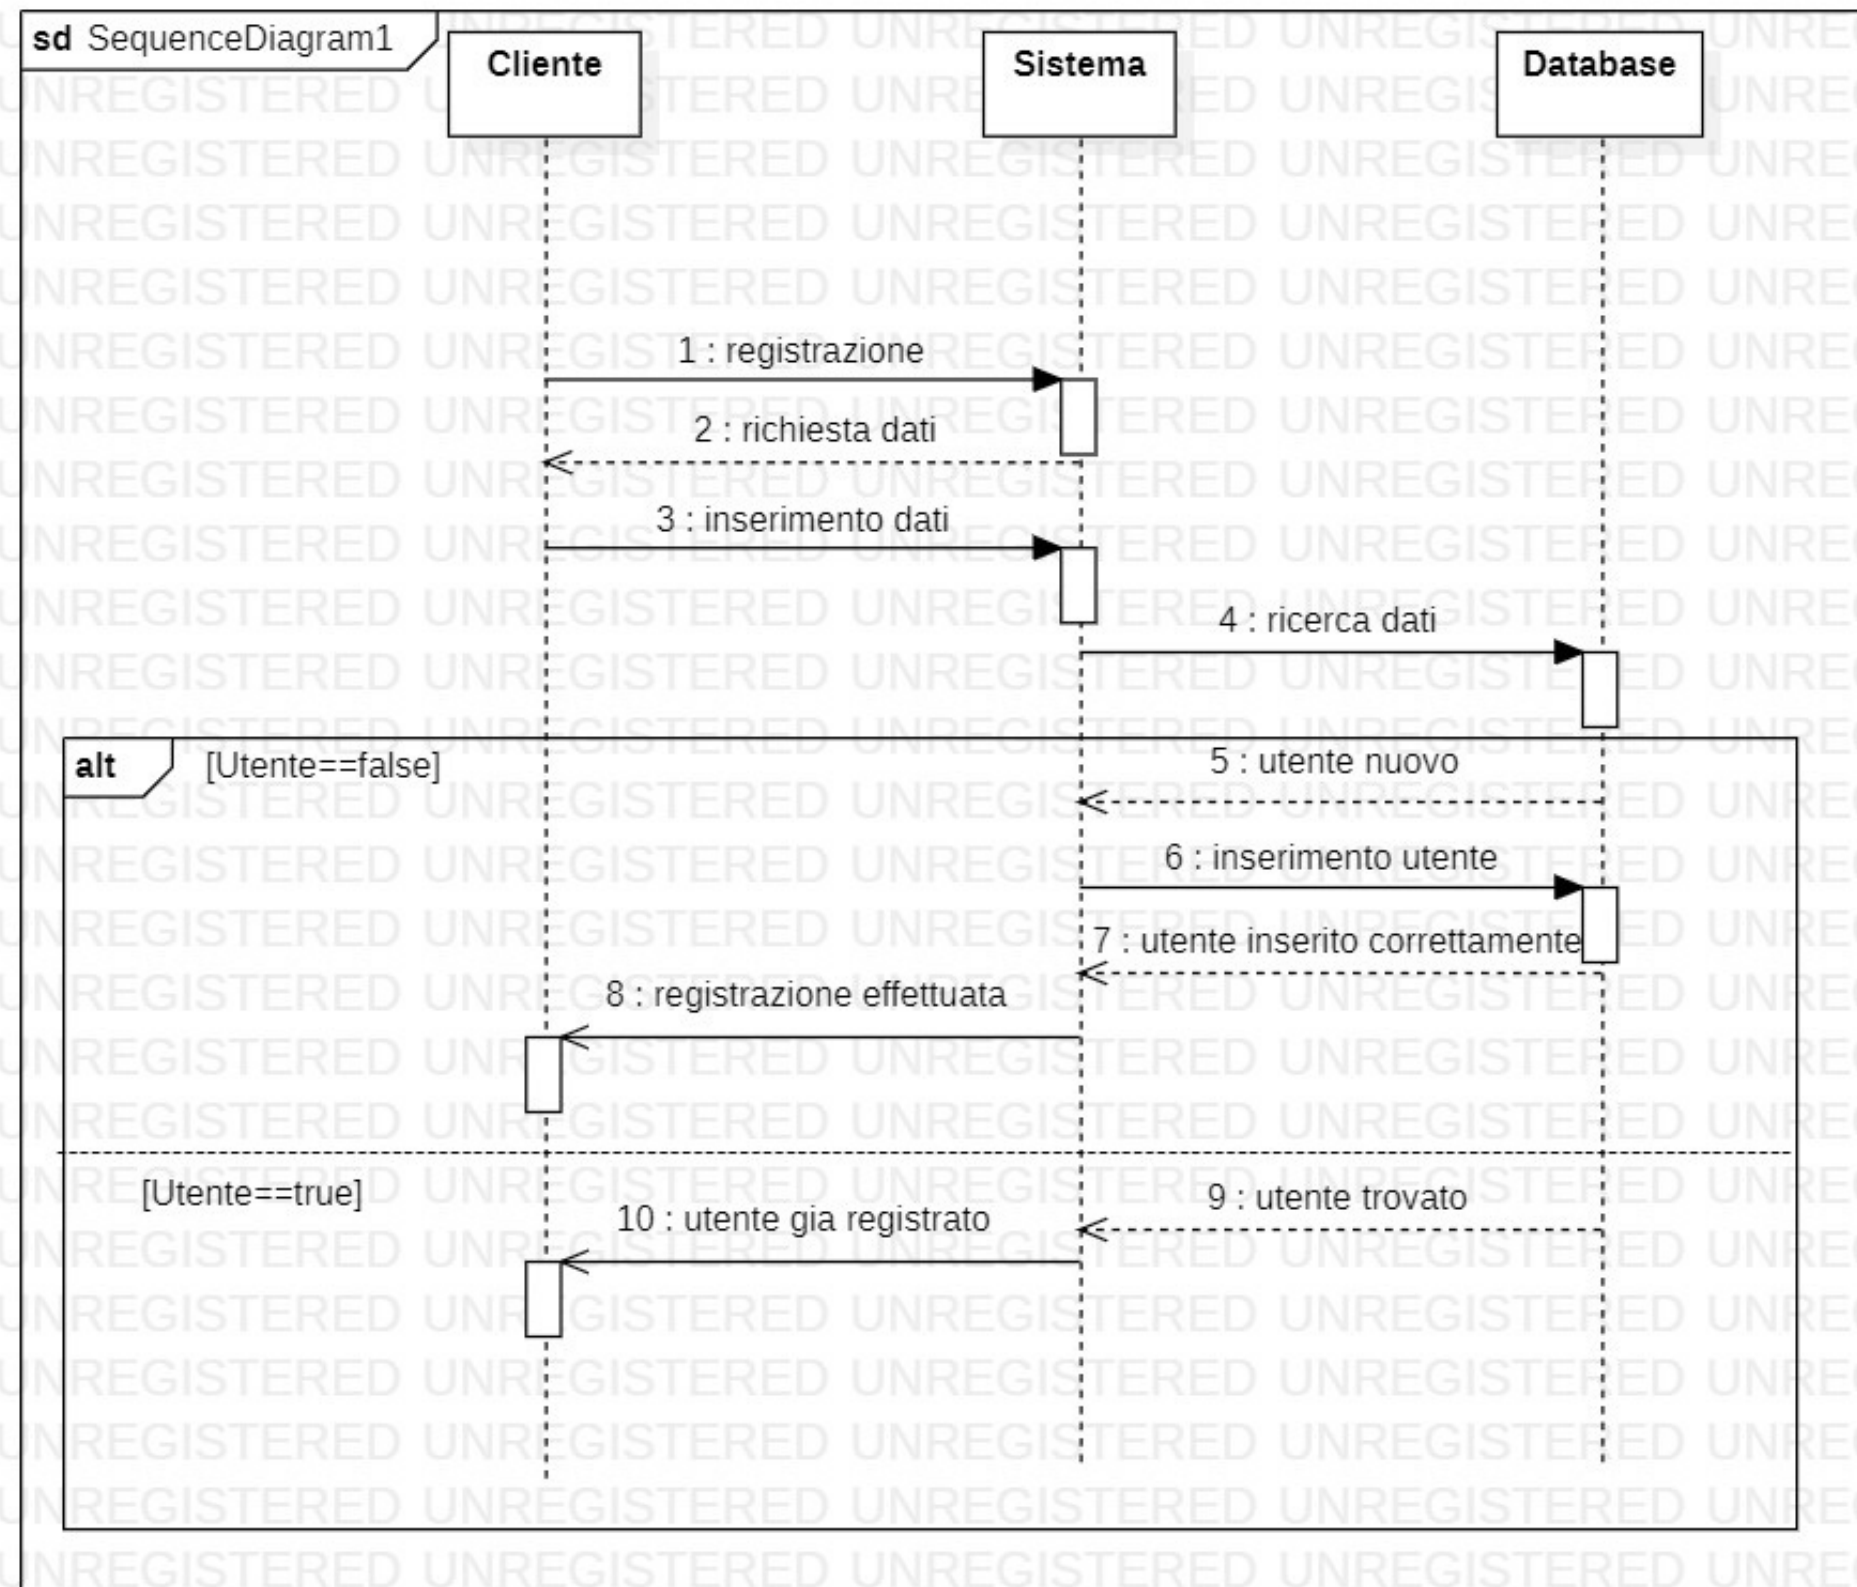 sd SequenceDiagram1
Cliente
Sistema
Database
1 : registrazione
2 : richiesta dati
3 : inserimento dati
4 : ricerca dati
alt [Utente==false]
5 : utente nuovo
6 : inserimento utente
7 : utente inserito correttamente
8 : registrazione effettuata
[Utente==true]
9 : utente trovato
10 : utente gia registrato
UNREGISTERED